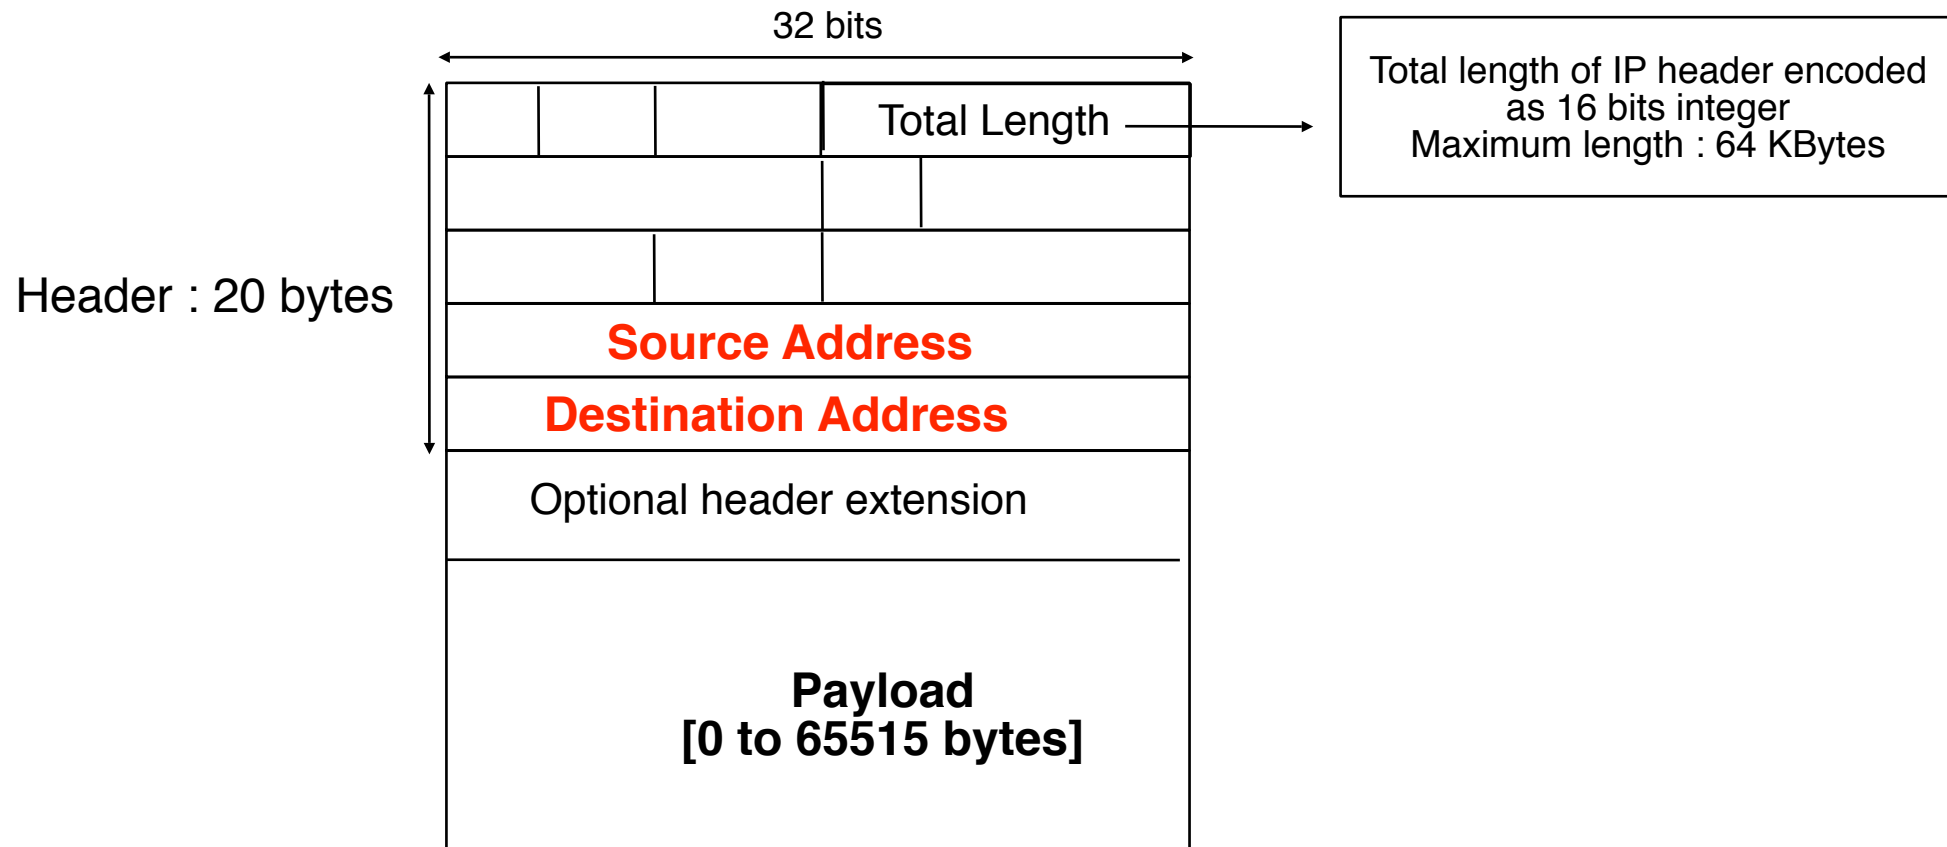 32 bits
Total length of IP header encoded
as 16 bits integer
Maximum length : 64 KBytes
Total Length
Header : 20 bytes
Source Address
Destination Address
Optional header extension
Payload
[0 to 65515 bytes]